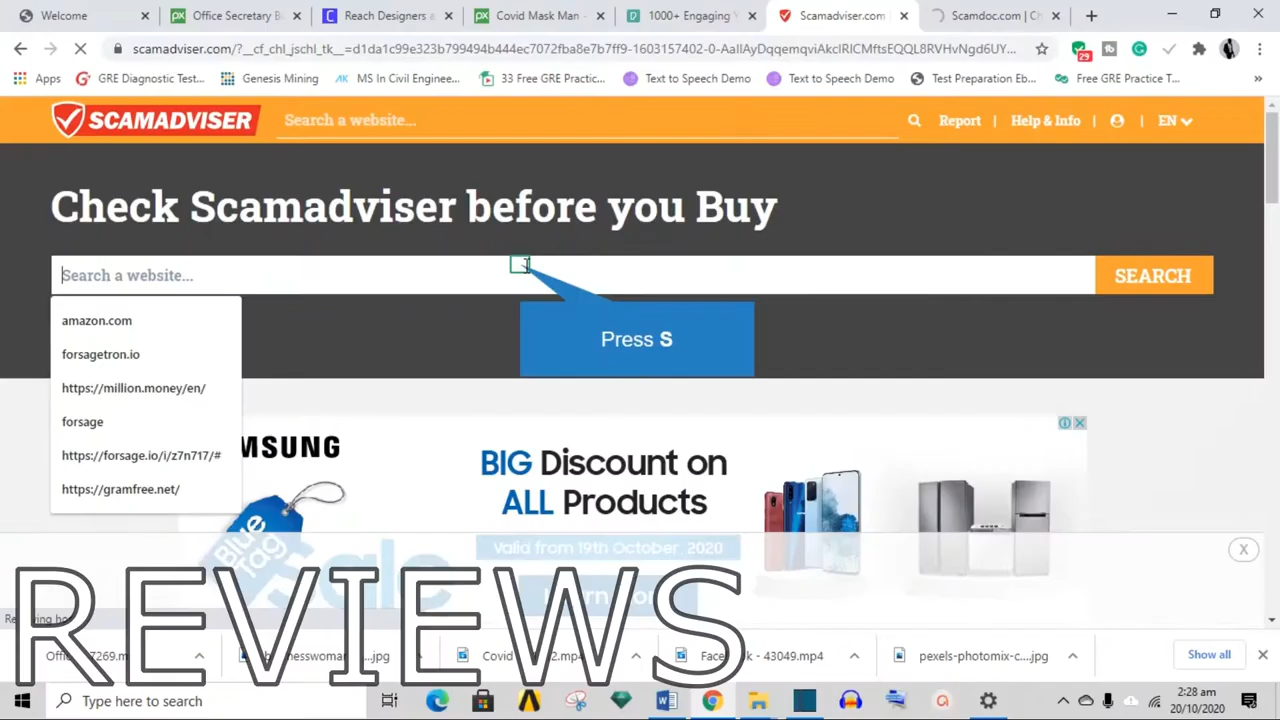 Welcome
Office Secretary B
Reach Designers a
Covid Mask Man -
1000+ Engaging
Scamadviser.com |
Scamdoc.com | Ch
scamadviser.com/?__cf_chl_jschl_tk__=d1da1c99e323b799494b444ec7072fba8e7b7ff9-1603157402-0-AaIIAyDqqemqviAkclRICMftsEQQL8RVHvNgd6UY...
29
Apps
GRE Diagnostic Test...
Genesis Mining
MS In Civil Enginee...
33 Free GRE Practic...
Text to Speech Demo
Text to Speech Demo
Test Preparation Eb...
Free GRE Practice T...
SCAMADVISER
Search a website...
Report | Help & Info | | EN
Check Scamadviser before you Buy
Search a website...
SEARCH
Press S
amazon.com
forsagetron.io
https://million.money/en/
forsage
https://forsage.io/i/z7n717/#
https://gramfree.net/
BIG Discount on
ALL Products
Valid from 19th October, 2020
Blue
Tag
REVIEWS
pexels-photomix-c....jpg
Show all
Type here to search
2:28 am
20/10/2020